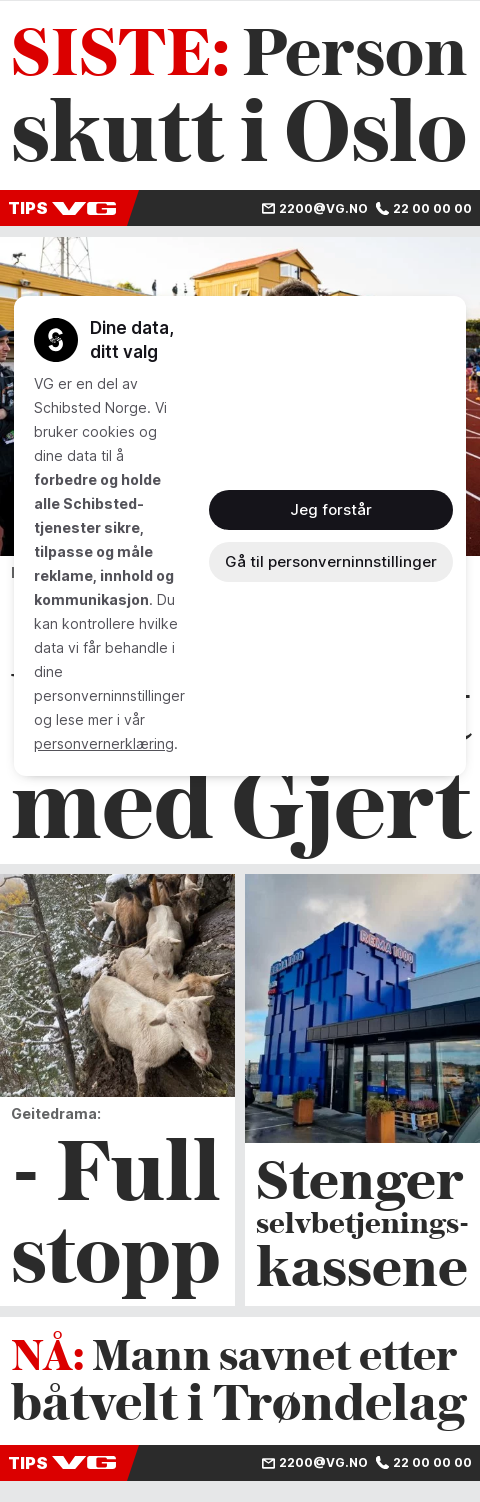 SISTE: Person
skutt i Oslo
TIPS VG
2200@VG.NO 22 00 00 00
Dine data,
ditt valg
VG er en del av
Schibsted Norge. Vi
bruker cookies og
dine data til å
forbedre og holde
alle Schibsted-
tjenester sikre,
tilpasse og måle
reklame, innhold og
kommunikasjon. Du
kan kontrollere hvilke
data vi får behandle i
dine
personverninnstillinger
og lese mer i vår
personvernerklæring.
Jeg forstår
Gå til personverninnstillinger
med Gjert
REMA 1000
REMA 1000
Geitedrama:
- Full
stopp
Stenger
selvbetjenings-
kassene
NÅ: Mann savnet etter
båtvelt i Trøndelag
TIPS VG
2200@VG.NO 22 00 00 00